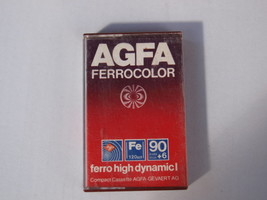 AGFA
FERROCOLOR
Fe
120µs
90
+6
ferro high dynamic I
Compact Cassette AGFA-GEVAERT AG